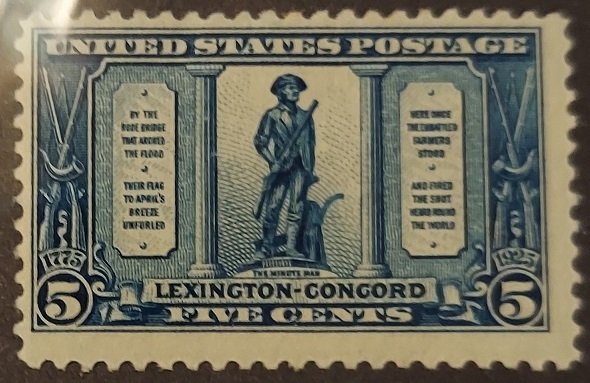 UNITED STATES POSTAGE
BY THE
RUDE BRIDGE
THAT ARCHED
THE FLOOD
THEIR FLAG
TO APRIL'S
BREEZE
UNFURLED
HERE ONCE
THE EMBATTLED
FARMERS
STOOD
AND FIRED
THE SHOT
HEARD ROUND
THE WORLD
1775
1925
THE MINUTE MAN
5
LEXINGTON-CONCORD
5
FIVE CENTS